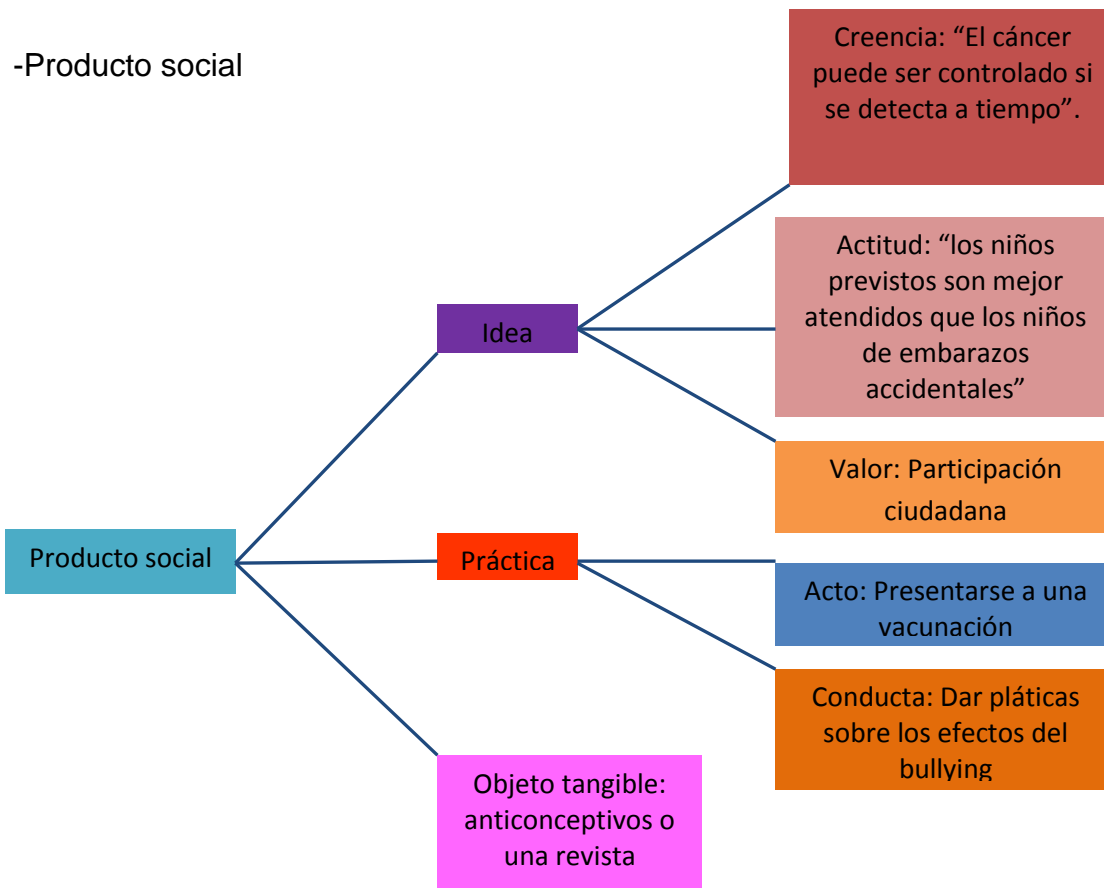 -Producto social
Creencia: “El cáncer
puede ser controlado si
se detecta a tiempo”.
Actitud: “los niños
previstos son mejor
atendidos que los niños
de embarazos
accidentales”
Idea
Valor: Participación
ciudadana
Producto social
Práctica
Acto: Presentarse a una
vacunación
Conducta: Dar pláticas
sobre los efectos del
bullying
Objeto tangible:
anticonceptivos o
una revista